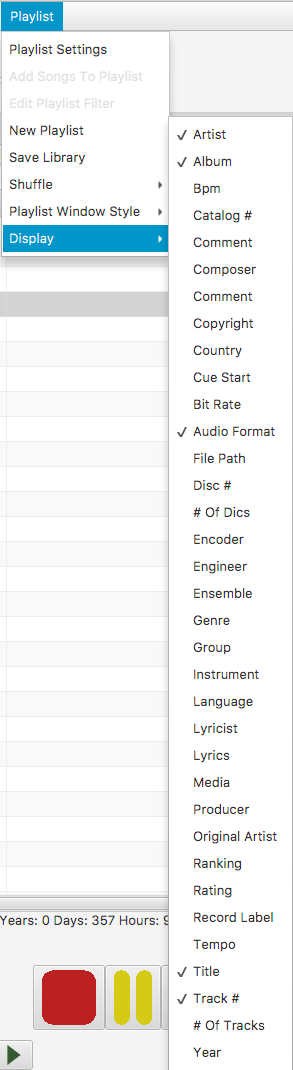 Playlist
Playlist Settings
Add Songs To Playlist
Edit Playlist Filter
New Playlist
Save Library
Shuffle
Playlist Window Style
Display
Artist
Album
Bpm
Catalog #
Comment
Composer
Comment
Copyright
Country
Cue Start
Bit Rate
Audio Format
File Path
Disc #
# Of Dics
Encoder
Engineer
Ensemble
Genre
Group
Instrument
Language
Lyricist
Lyrics
Media
Producer
Original Artist
Ranking
Rating
Record Label
Tempo
Title
Track #
# Of Tracks
Year
Years: 0 Days: 357 Hours: